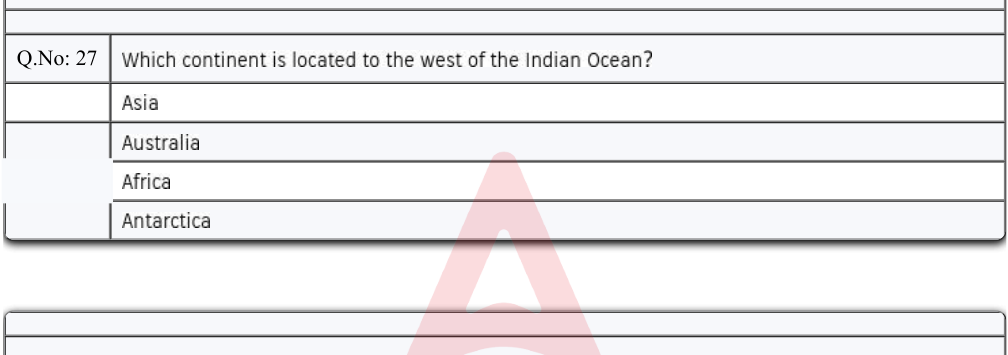 Q.No: 27 Which continent is located to the west of the Indian Ocean?
Asia
Australia
Africa
Antarctica